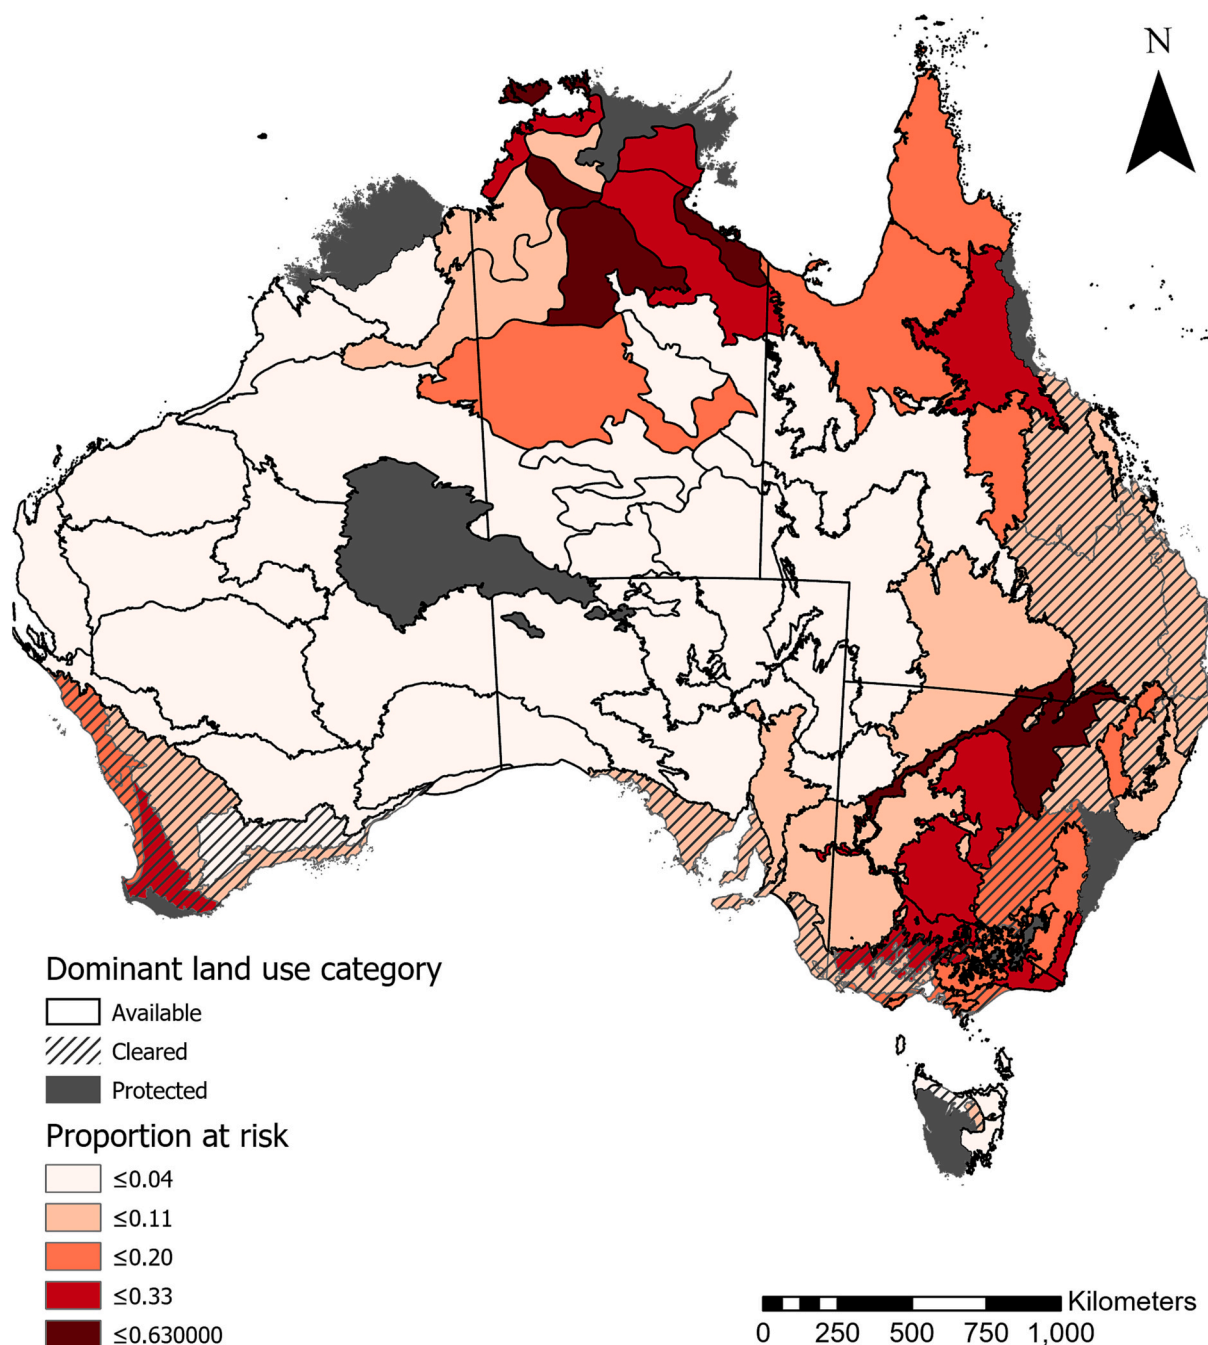 N
Dominant land use category
Available
Cleared
Protected
Proportion at risk
≤0.04
≤0.11
≤0.20
≤0.33
≤0.630000
Kilometers
0 250 500 750 1,000